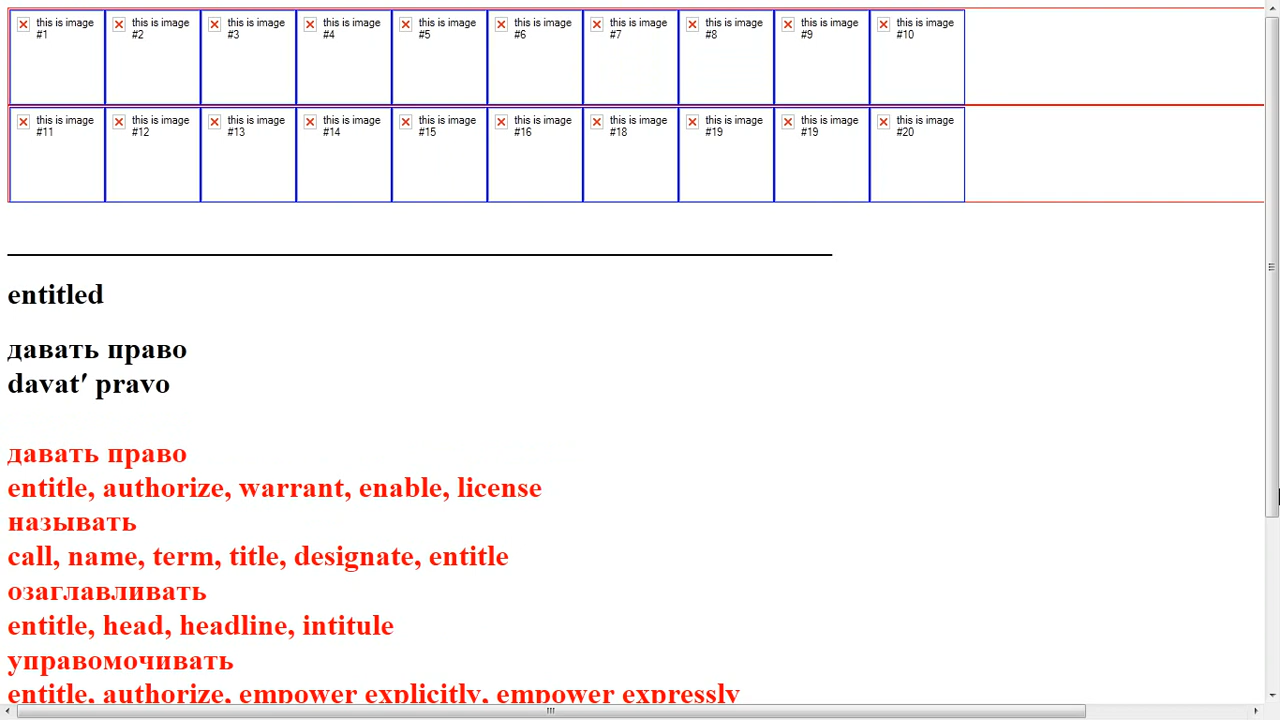 this is image this is image this is image this is image this is image this is image this is image this is image this is image this is image
#1 #2 #3 #4 #5 #6 #7 #8 #9 #10
this is image this is image this is image this is image this is image this is image this is image this is image this is image this is image
#11 #12 #13 #14 #15 #16 #18 #19 #19 #20
entitled
давать право
davat′ pravo
давать право
entitle, authorize, warrant, enable, license
называть
call, name, term, title, designate, entitle
озаглавливать
entitle, head, headline, intitule
управомочивать
entitle, authorize, empower explicitly, empower expressly